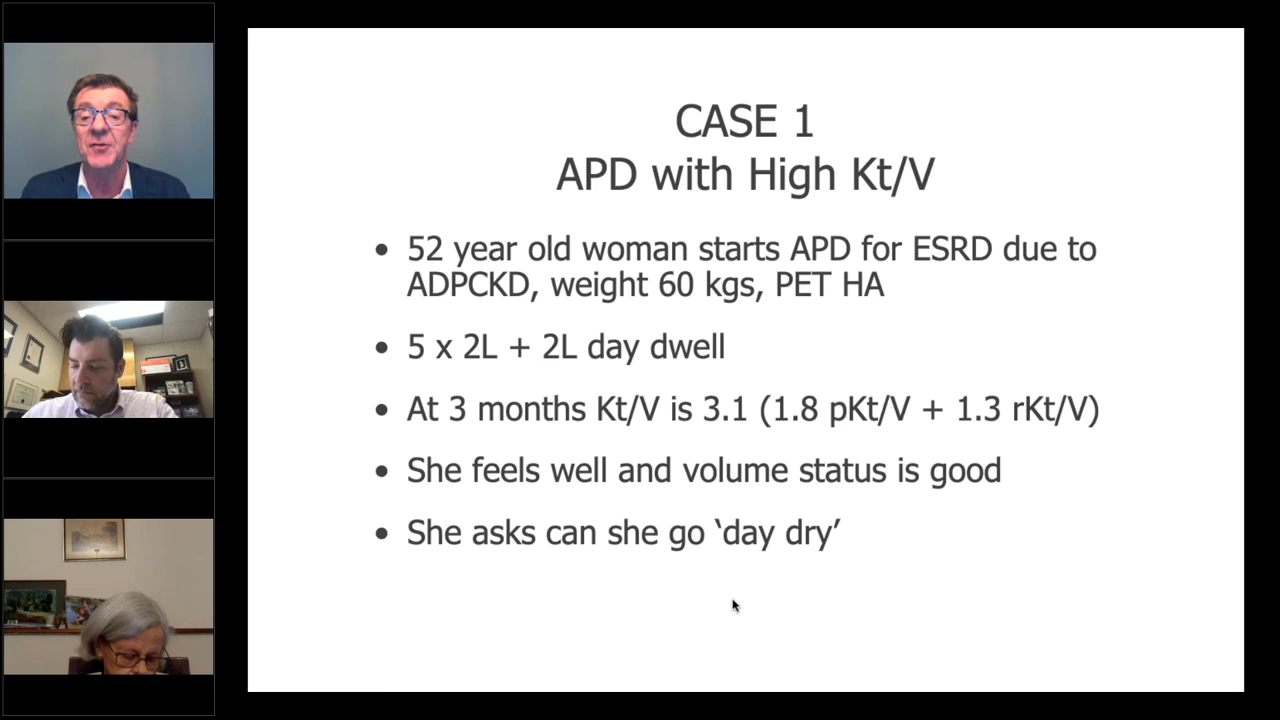 CASE 1
APD with High Kt/V
• 52 year old woman starts APD for ESRD due to
ADPCKD, weight 60 kgs, PET HA
• 5 x 2L + 2L day dwell
• At 3 months Kt/V is 3.1 (1.8 pKt/V + 1.3 rKt/V)
• She feels well and volume status is good
• She asks can she go ‘day dry’